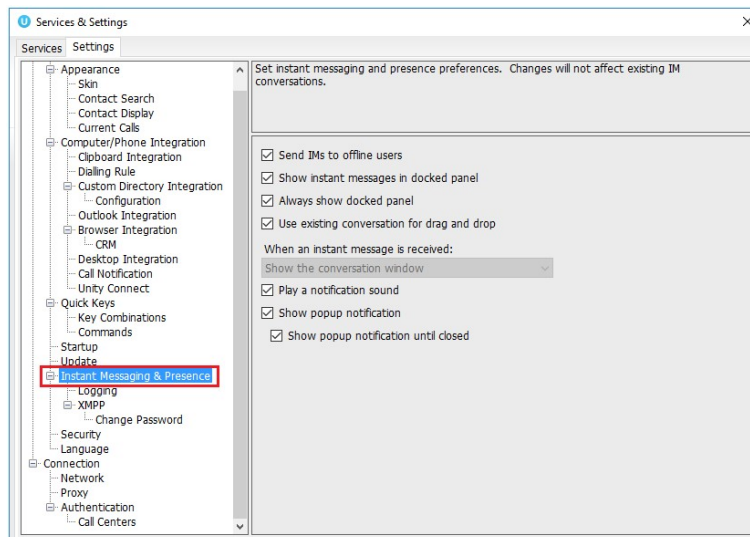 Services & Settings
Services Settings
Appearance
Skin
Contact Search
Contact Display
Current Calls
Computer/Phone Integration
Clipboard Integration
Dialling Rule
Custom Directory Integration
Configuration
Outlook Integration
Browser Integration
CRM
Desktop Integration
Call Notification
Unity Connect
Quick Keys
Key Combinations
Commands
Startup
Update
Instant Messaging & Presence
Logging
XMPP
Change Password
Security
Language
Connection
Network
Proxy
Authentication
Call Centers
Set instant messaging and presence preferences. Changes will not affect existing IM
conversations.
Send IMs to offline users
Show instant messages in docked panel
Always show docked panel
Use existing conversation for drag and drop
When an instant message is received:
Show the conversation window
Play a notification sound
Show popup notification
Show popup notification until closed